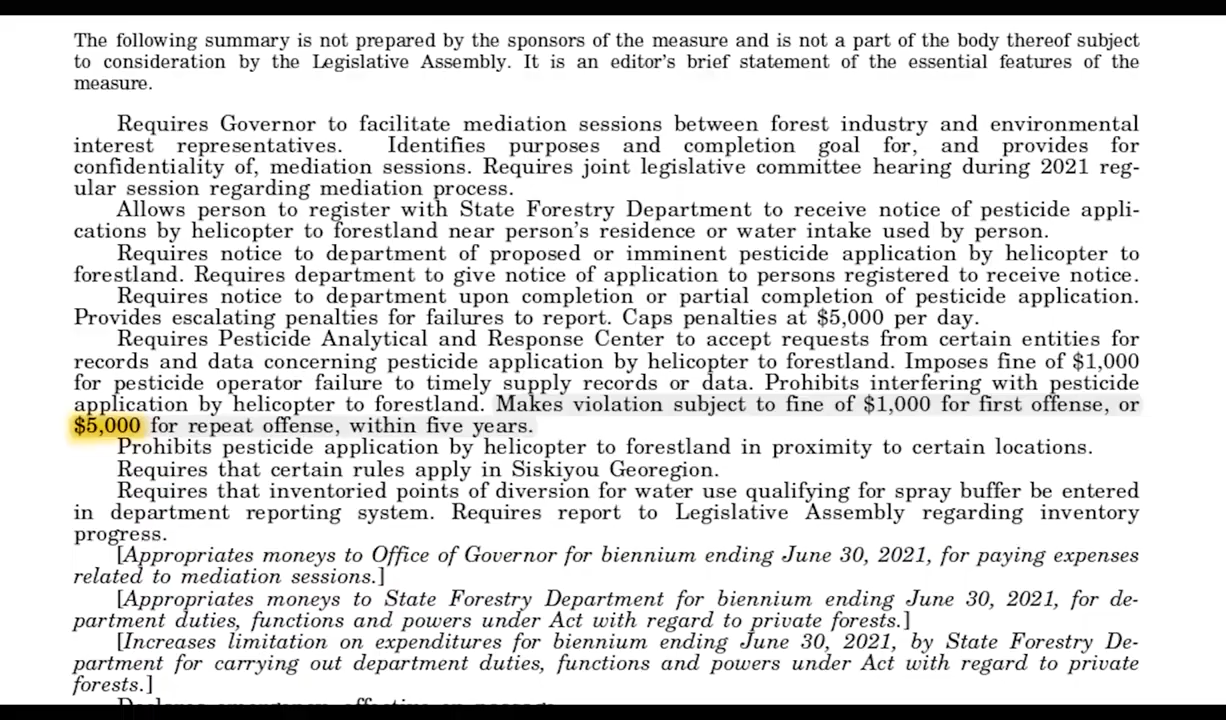 The following summary is not prepared by the sponsors of the measure and is not a part of the body thereof subject
to consideration by the Legislative Assembly. It is an editor's brief statement of the essential features of the
measure.
Requires Governor to facilitate mediation sessions between forest industry and environmental
interest representatives. Identifies purposes and completion goal for, and provides for
confidentiality of, mediation sessions. Requires joint legislative committee hearing during 2021 reg-
ular session regarding mediation process.
Allows person to register with State Forestry Department to receive notice of pesticide appli-
cations by helicopter to forestland near person's residence or water intake used by person.
Requires notice to department of proposed or imminent pesticide application by helicopter to
forestland. Requires department to give notice of application to persons registered to receive notice.
Requires notice to department upon completion or partial completion of pesticide application.
Provides escalating penalties for failures to report. Caps penalties at $5,000 per day.
Requires Pesticide Analytical and Response Center to accept requests from certain entities for
records and data concerning pesticide application by helicopter to forestland. Imposes fine of $1,000
for pesticide operator failure to timely supply records or data. Prohibits interfering with pesticide
application by helicopter to forestland. Makes violation subject to fine of $1,000 for first offense, or
$5,000 for repeat offense, within five years.
Prohibits pesticide application by helicopter to forestland in proximity to certain locations.
Requires that certain rules apply in Siskiyou Georegion.
Requires that inventoried points of diversion for water use qualifying for spray buffer be entered
in department reporting system. Requires report to Legislative Assembly regarding inventory
progress.
[Appropriates moneys to Office of Governor for biennium ending June 30, 2021, for paying expenses
related to mediation sessions.]
[Appropriates moneys to State Forestry Department for biennium ending June 30, 2021, for de-
partment duties, functions and powers under Act with regard to private forests.]
[Increases limitation on expenditures for biennium ending June 30, 2021, by State Forestry De-
partment for carrying out department duties, functions and powers under Act with regard to private
forests.]